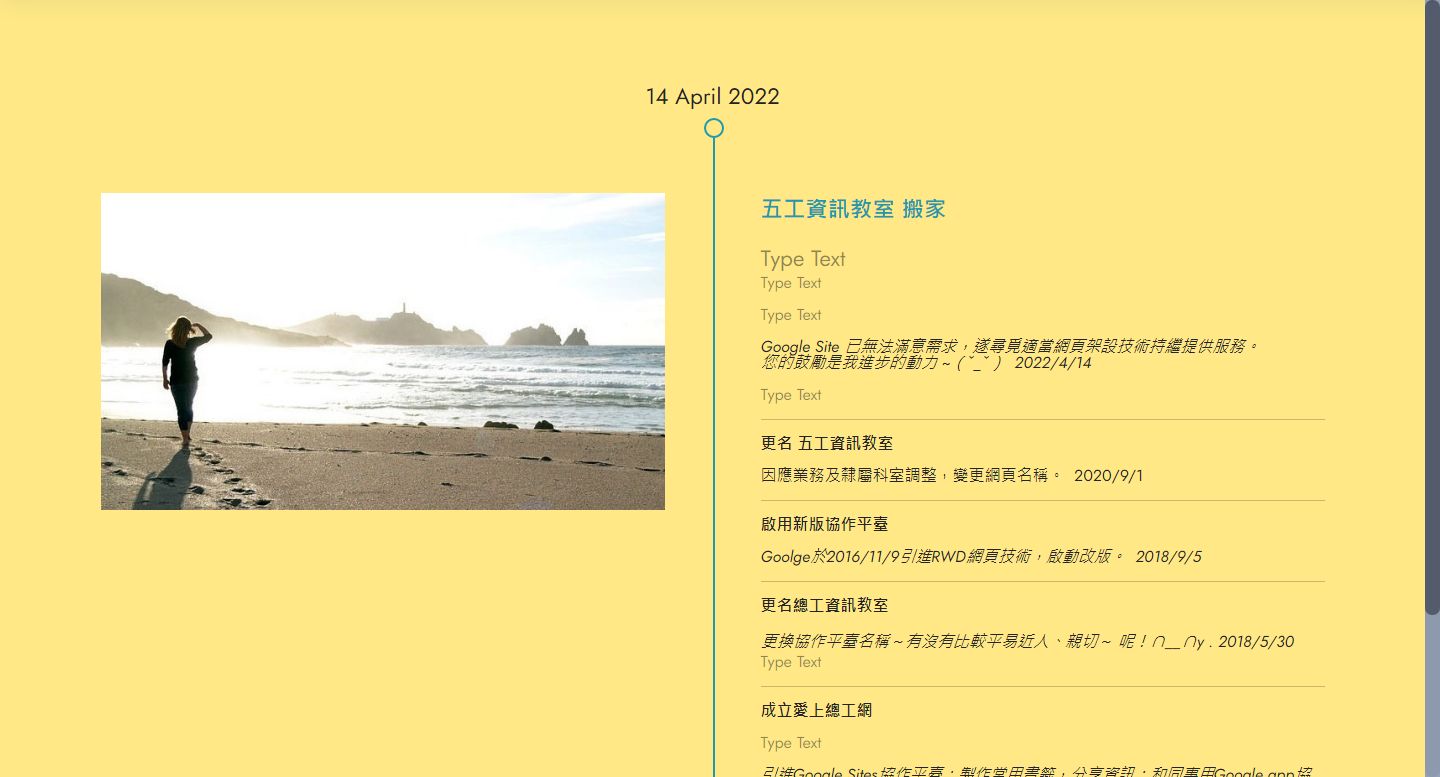 14 April 2022
五工資訊教室 搬家
Type Text
Type Text
Type Text
Google Site 已無法滿意需求，遂尋覓適當網頁架設技術持繼提供服務。
您的鼓勵是我進步的動力 ~ ( ˇ_ˇ ) 2022/4/14
Type Text
更名 五工資訊教室
因應業務及隸屬科室調整，變更網頁名稱。 2020/9/1
啟用新版協作平臺
Goolge於2016/11/9引進RWD網頁技術，啟動改版。 2018/9/5
更名總工資訊教室
更換協作平臺名稱～有沒有比較平易近人、親切～ 呢！∩__∩y . 2018/5/30
Type Text
成立愛上總工網
Type Text
引進Google Sites協作平臺；製作常用書籤，分享資訊；和同事用Google app協